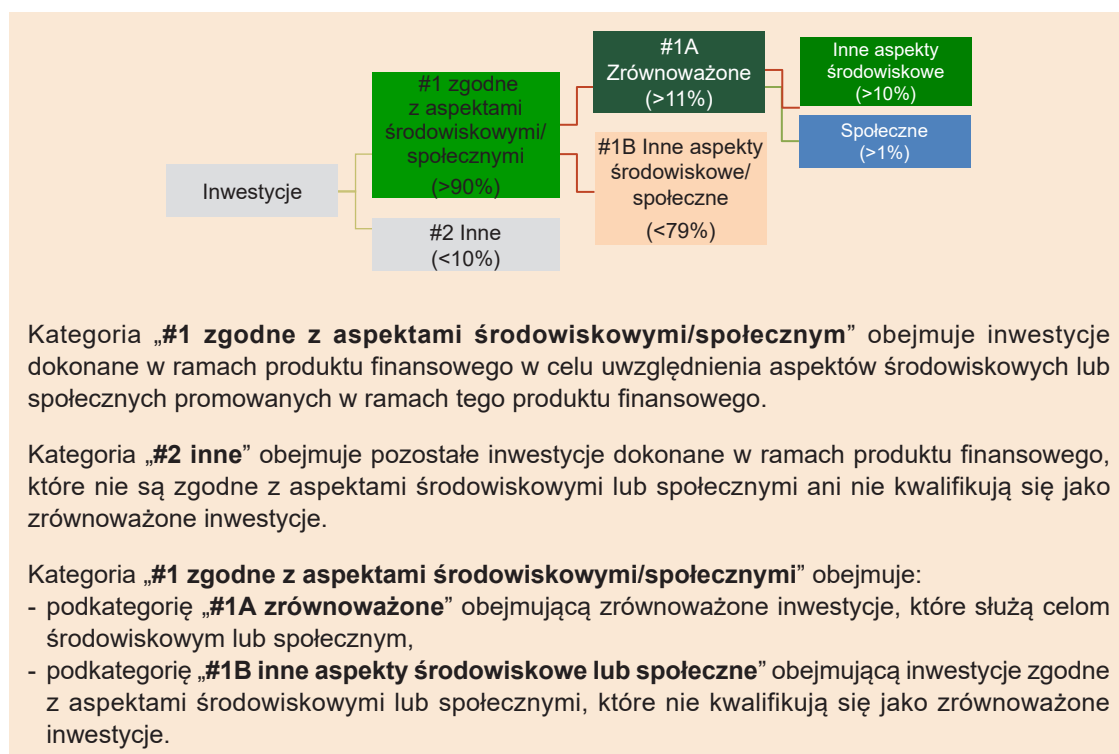 Inwestycje
#1 zgodne
z aspektami
środowiskowymi/
społecznymi
(>90%)
#2 Inne
(<10%)
#1A
Zrównoważone
(>11%)
#1B Inne aspekty
środowiskowe/
społeczne
(<79%)
Inne aspekty
środowiskowe
(>10%)
Społeczne
(>1%)
Kategoria „#1 zgodne z aspektami środowiskowymi/społecznym” obejmuje inwestycje
dokonane w ramach produktu finansowego w celu uwzględnienia aspektów środowiskowych lub
społecznych promowanych w ramach tego produktu finansowego.
Kategoria „#2 inne” obejmuje pozostałe inwestycje dokonane w ramach produktu finansowego,
które nie są zgodne z aspektami środowiskowymi lub społecznymi ani nie kwalifikują się jako
zrównoważone inwestycje.
Kategoria „#1 zgodne z aspektami środowiskowymi/społecznymi” obejmuje:
- podkategorię „#1A zrównoważone” obejmującą zrównoważone inwestycje, które służą celom
środowiskowym lub społecznym,
- podkategorię „#1B inne aspekty środowiskowe lub społeczne” obejmującą inwestycje zgodne
z aspektami środowiskowymi lub społecznymi, które nie kwalifikują się jako zrównoważone
inwestycje.